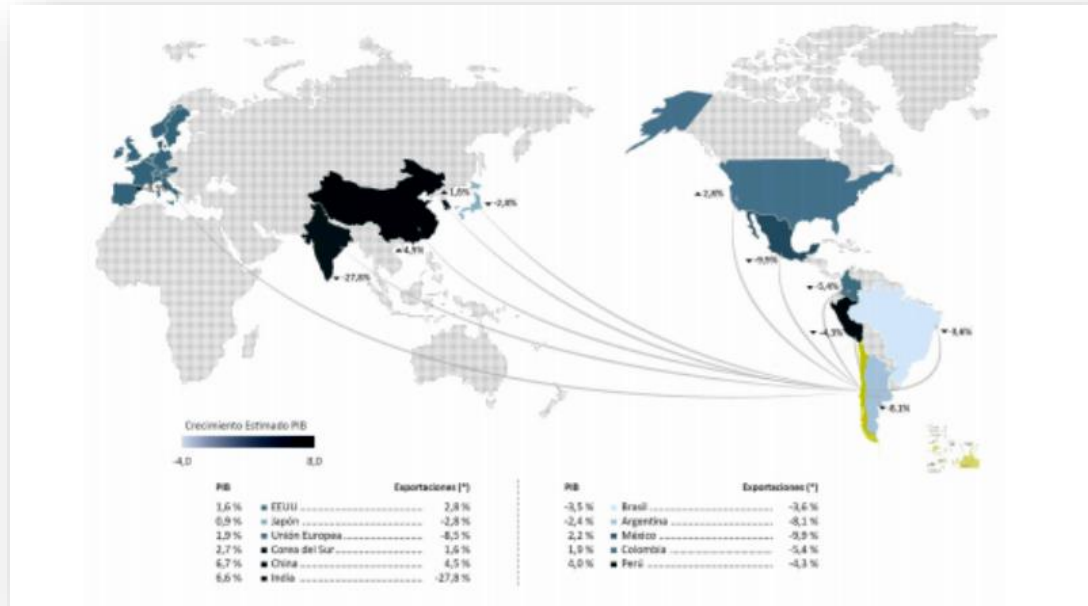 1,6%
-2,8%
4,5%
-27,8%
2,8%
-9,9%
-5,4%
-4,3%
-3,6%
-8,1%
Crecimiento Estimado PIB
-4,0 8,0
PIB Exportaciones (*)
1,6 % EEUU 2,8 %
0,9 % Japón -2,8 %
1,9 % Unión Europea -8,5 %
2,7 % Corea del Sur 1,6 %
6,7 % China 4,5 %
6,6 % India -27,8 %
PIB Exportaciones (*)
-3,5 % Brasil -3,6 %
-2,4 % Argentina -8,1 %
2,2 % México -9,9 %
1,9 % Colombia -5,4 %
4,0 % Perú -4,3 %